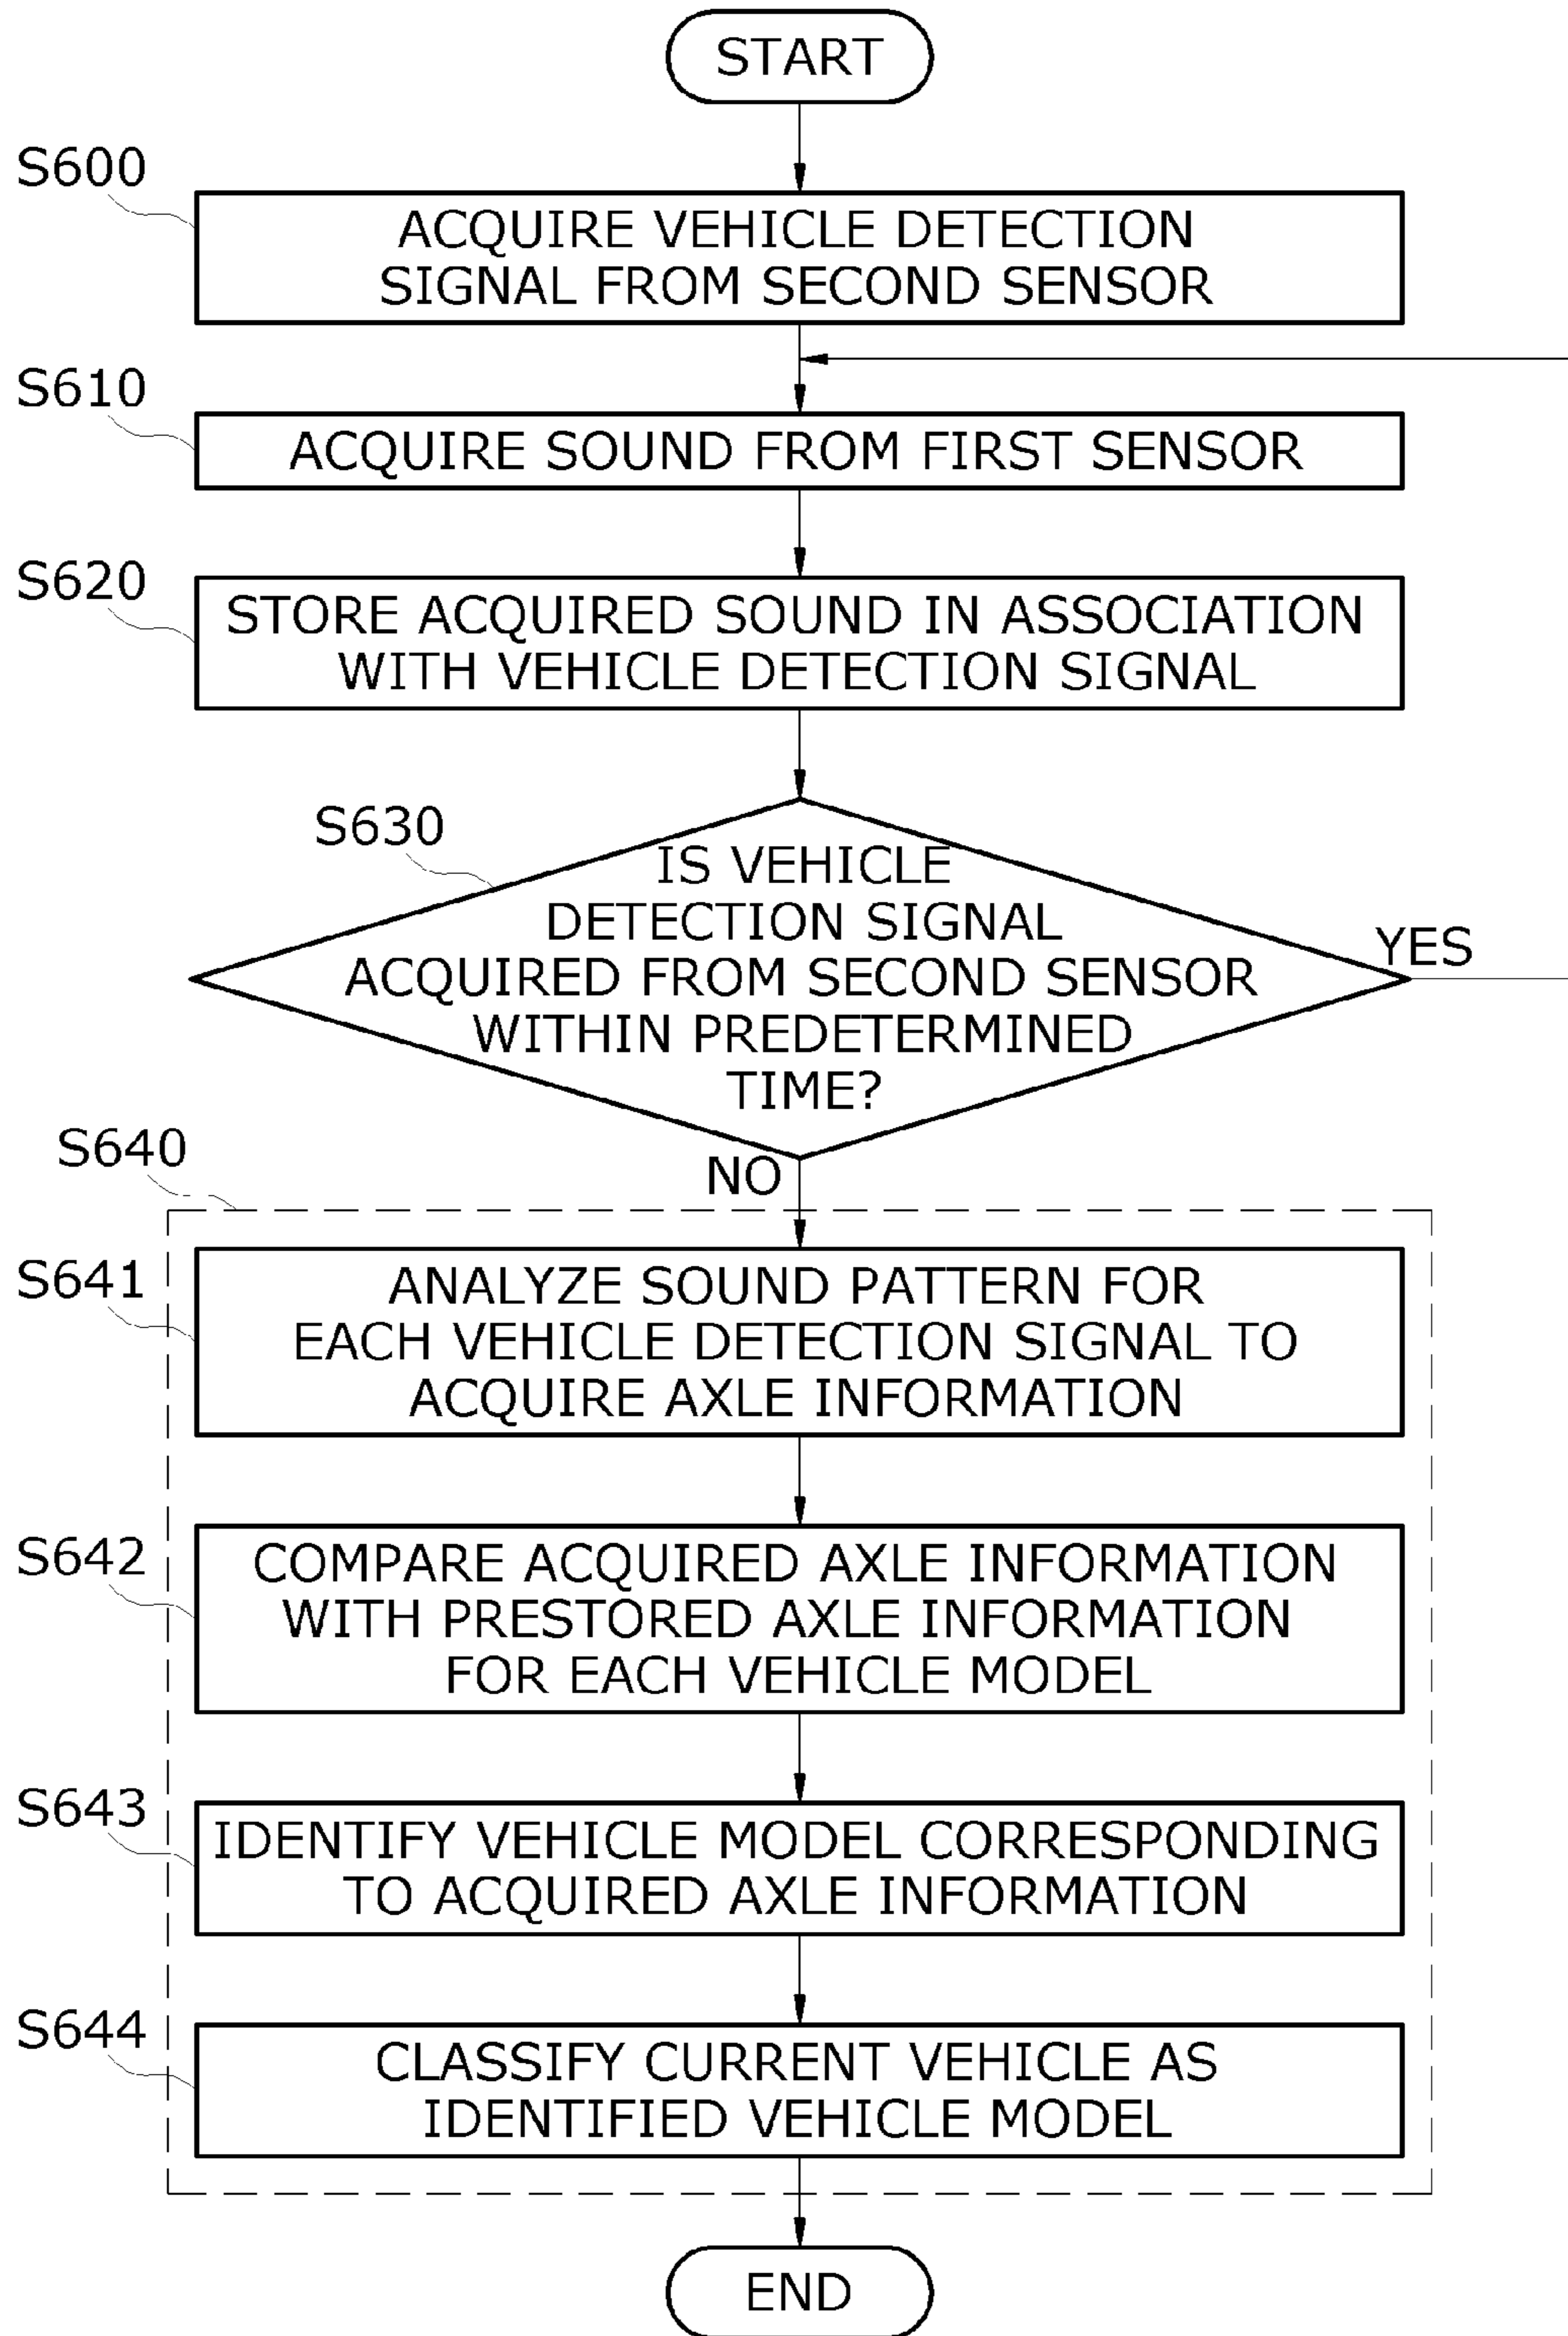 START
S600
ACQUIRE VEHICLE DETECTION
SIGNAL FROM SECOND SENSOR
S610
ACQUIRE SOUND FROM FIRST SENSOR
S620
STORE ACQUIRED SOUND IN ASSOCIATION
WITH VEHICLE DETECTION SIGNAL
S630
IS VEHICLE
DETECTION SIGNAL
ACQUIRED FROM SECOND SENSOR
WITHIN PREDETERMINED
TIME?
YES
NO
S640
S641
ANALYZE SOUND PATTERN FOR
EACH VEHICLE DETECTION SIGNAL TO
ACQUIRE AXLE INFORMATION
S642
COMPARE ACQUIRED AXLE INFORMATION
WITH PRESTORED AXLE INFORMATION
FOR EACH VEHICLE MODEL
S643
IDENTIFY VEHICLE MODEL CORRESPONDING
TO ACQUIRED AXLE INFORMATION
S644
CLASSIFY CURRENT VEHICLE AS
IDENTIFIED VEHICLE MODEL
END